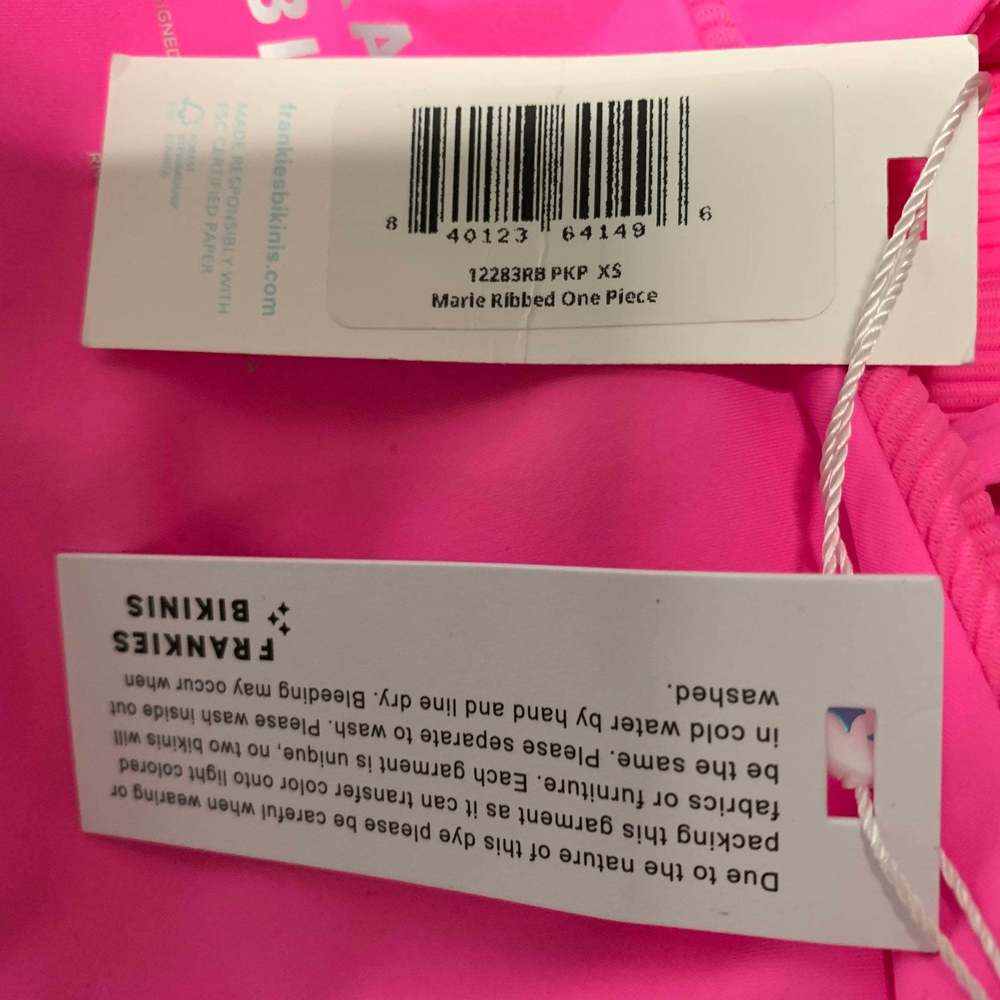 8 40123 64149 6
12283RB PKP XS
Marie Ribbed One Piece
frankiesbikinis.com
MADE RESPONSIBLY WITH
FSC CERTIFIED PAPER
Due to the nature of this dye please be careful when wearing or
packing this garment as it can transfer color onto light colored
fabrics or furniture. Each garment is unique, no two bikinis will
be the same. Please separate to wash. Please wash inside out
in cold water by hand and line dry. Bleeding may occur when
washed.
FRANKIES
BIKINIS